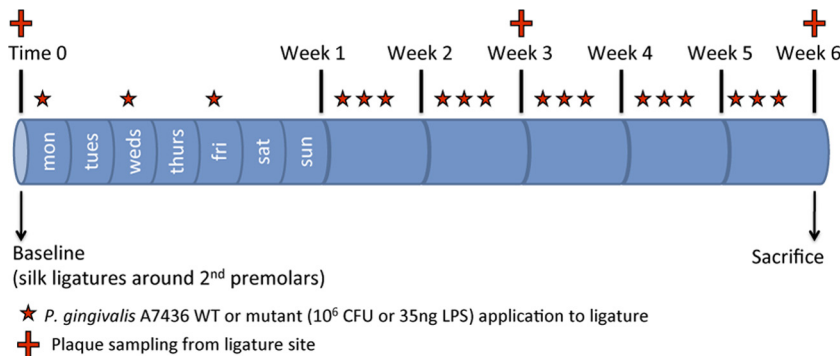 Time 0 Week 1 Week 2 Week 3 Week 4 Week 5 Week 6
mon tues weds thurs fri sat sun
Baseline
(silk ligatures around 2nd premolars)
Sacrifice
P. gingivalis A7436 WT or mutant (10⁶ CFU or 35ng LPS) application to ligature
Plaque sampling from ligature site